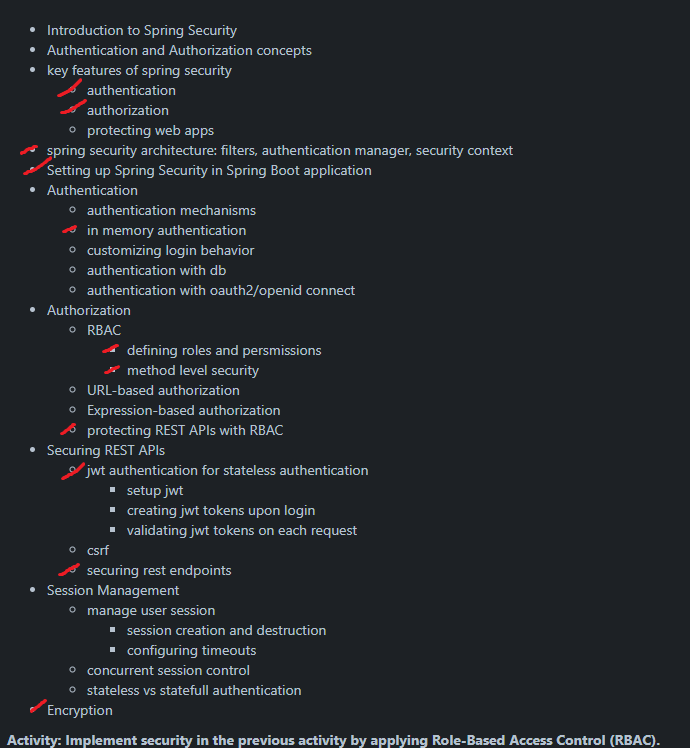 Introduction to Spring Security
Authentication and Authorization concepts
key features of spring security
authentication
authorization
protecting web apps
spring security architecture: filters, authentication manager, security context
Setting up Spring Security in Spring Boot application
Authentication
authentication mechanisms
in memory authentication
customizing login behavior
authentication with db
authentication with oauth2/openid connect
Authorization
RBAC
defining roles and persmissions
method level security
URL-based authorization
Expression-based authorization
protecting REST APIs with RBAC
Securing REST APIs
jwt authentication for stateless authentication
setup jwt
creating jwt tokens upon login
validating jwt tokens on each request
csrf
securing rest endpoints
Session Management
manage user session
session creation and destruction
configuring timeouts
concurrent session control
stateless vs statefull authentication
Encryption
Activity: Implement security in the previous activity by applying Role-Based Access Control (RBAC).